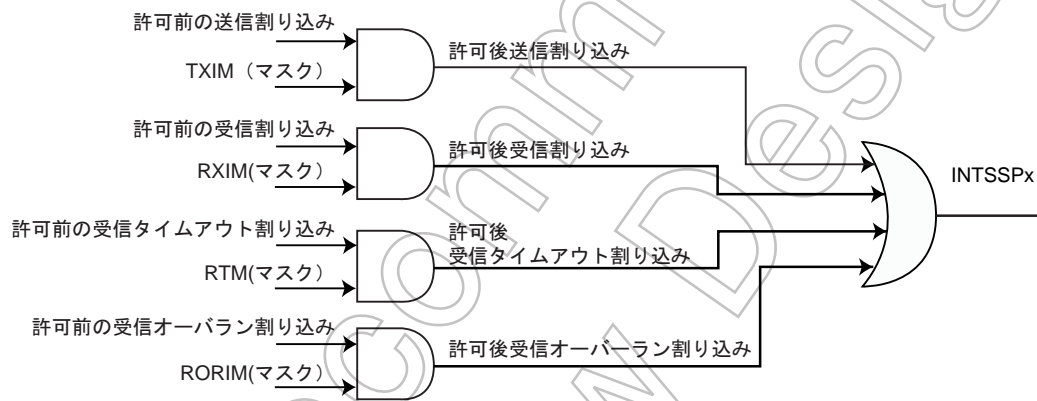 許可前の送信割り込み
TXIM（マスク）
許可後送信割り込み
許可前の受信割り込み
RXIM(マスク）
許可後受信割り込み
INTSSPx
許可前の受信タイムアウト割り込み
RTM(マスク）
許可後
受信タイムアウト割り込み
許可前の受信オーバラン割り込み
RORIM(マスク）
許可後受信オーバーラン割り込み